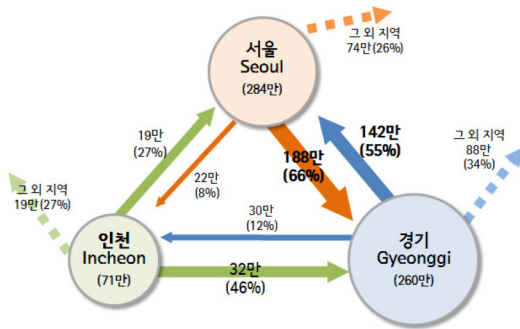 서울
Seoul
(284만)
그 외 지역
74만(26%)
19만
(27%)
22만
(8%)
188만
(66%)
142만
(55%)
그 외 지역
88만
(34%)
그 외 지역
19만(27%)
30만
(12%)
인천
Incheon
(71만)
32만
(46%)
경기
Gyeonggi
(260만)